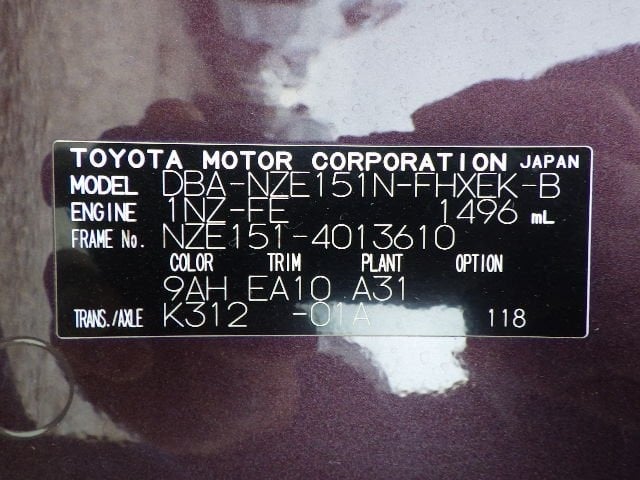 TOYOTA MOTOR CORPORATION JAPAN
MODEL DBA-NZE151N-FHXEK-B
ENGINE 1NZ-FE 1496 mL
FRAME No. NZE151-4013610
COLOR TRIM PLANT OPTION
9AH EA10 A31
TRANS./AXLE K312 -01A 118